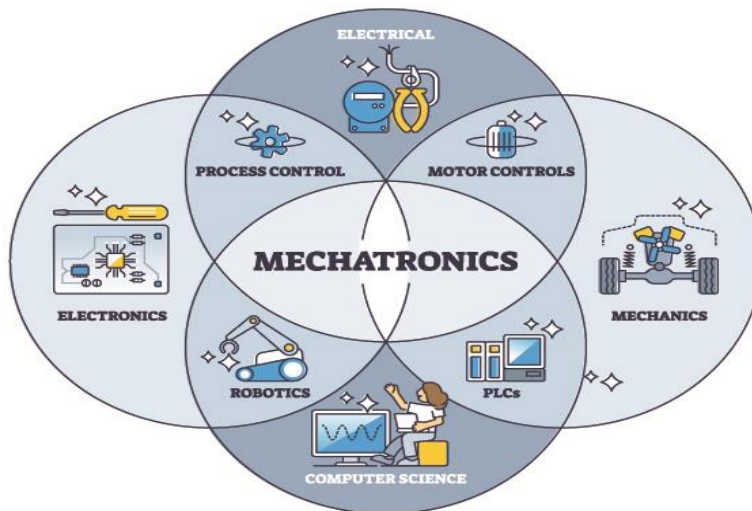 ELECTRICAL
PROCESS CONTROL
MOTOR CONTROLS
MECHATRONICS
ELECTRONICS
MECHANICS
ROBOTICS
PLCs
COMPUTER SCIENCE